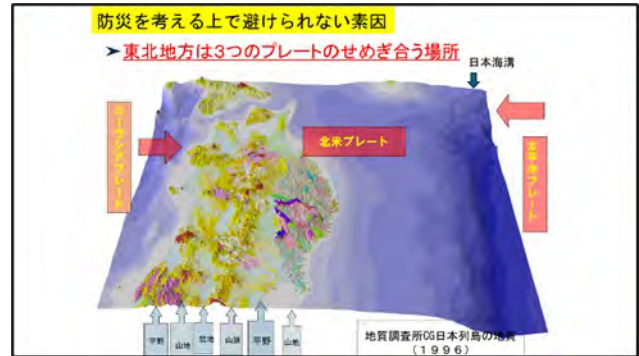 防災を考える上で避けられない素因
➤東北地方は3つのプレートのせめぎ合う場所
日本海溝
ユーラシアプレート
北米プレート
太平洋プレート
平野
山地
盆地
山脈
平野
山地
地質調査所CG日本列島の地質
(1996)